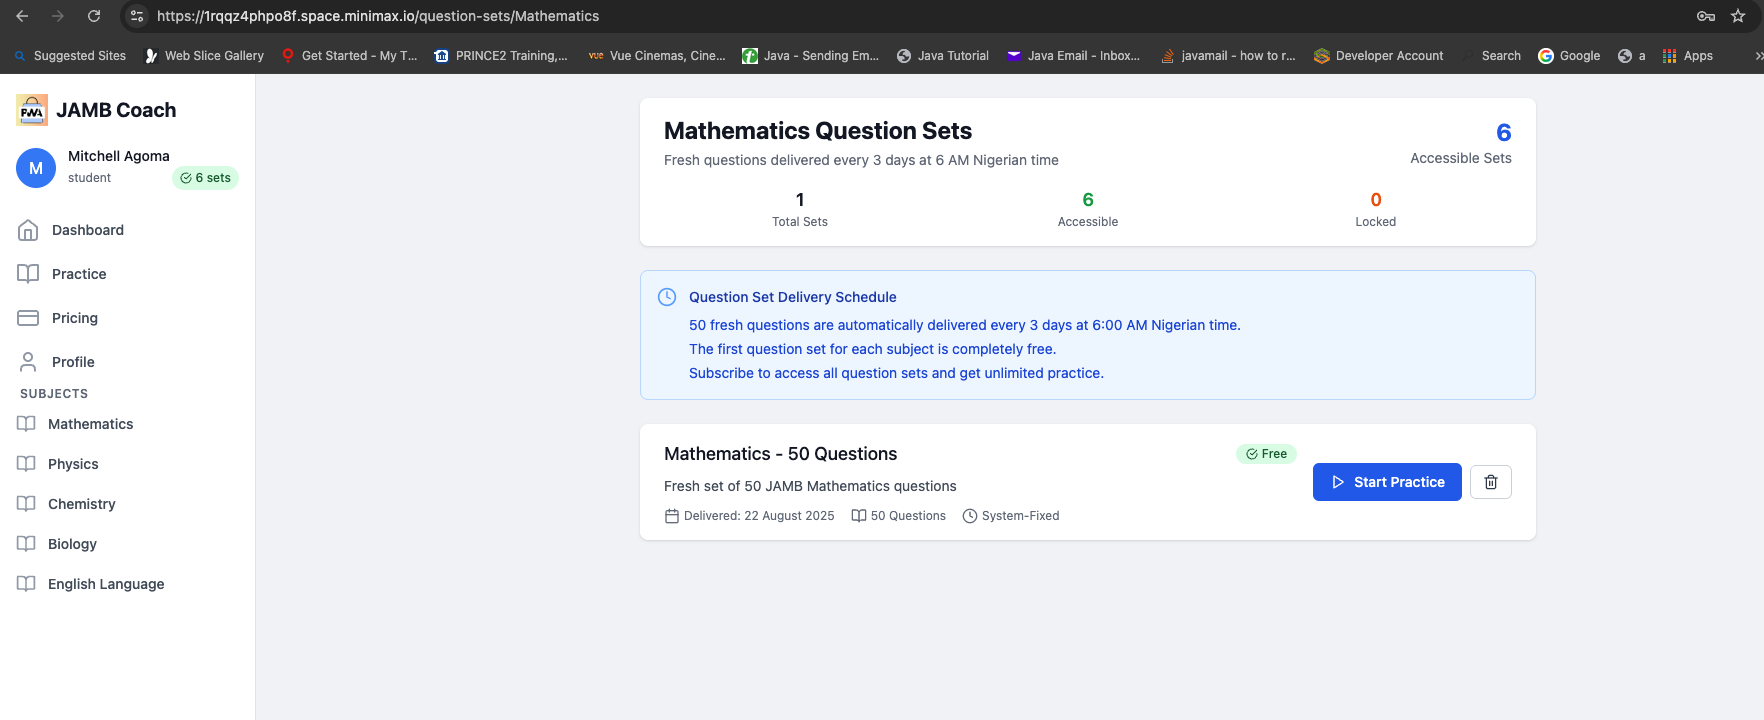 https://1rqqz4phpo8f.space.minimax.io/question-sets/Mathematics
Suggested Sites
Web Slice Gallery
Get Started - My T...
PRINCE2 Training,...
VUE
Vue Cinemas, Cine...
Java - Sending Em...
Java Tutorial
Java Email - Inbox...
javamail - how to r...
Developer Account
Search
Google
a
Apps
PWA
JAMB Coach
M
Mitchell Agoma
student
6 sets
Dashboard
Practice
Pricing
Profile
SUBJECTS
Mathematics
Physics
Chemistry
Biology
English Language
Mathematics Question Sets
Fresh questions delivered every 3 days at 6 AM Nigerian time
6
Accessible Sets
1
Total Sets
6
Accessible
0
Locked
Question Set Delivery Schedule
50 fresh questions are automatically delivered every 3 days at 6:00 AM Nigerian time.
The first question set for each subject is completely free.
Subscribe to access all question sets and get unlimited practice.
Mathematics - 50 Questions
Free
Fresh set of 50 JAMB Mathematics questions
Delivered: 22 August 2025
50 Questions
System-Fixed
Start Practice